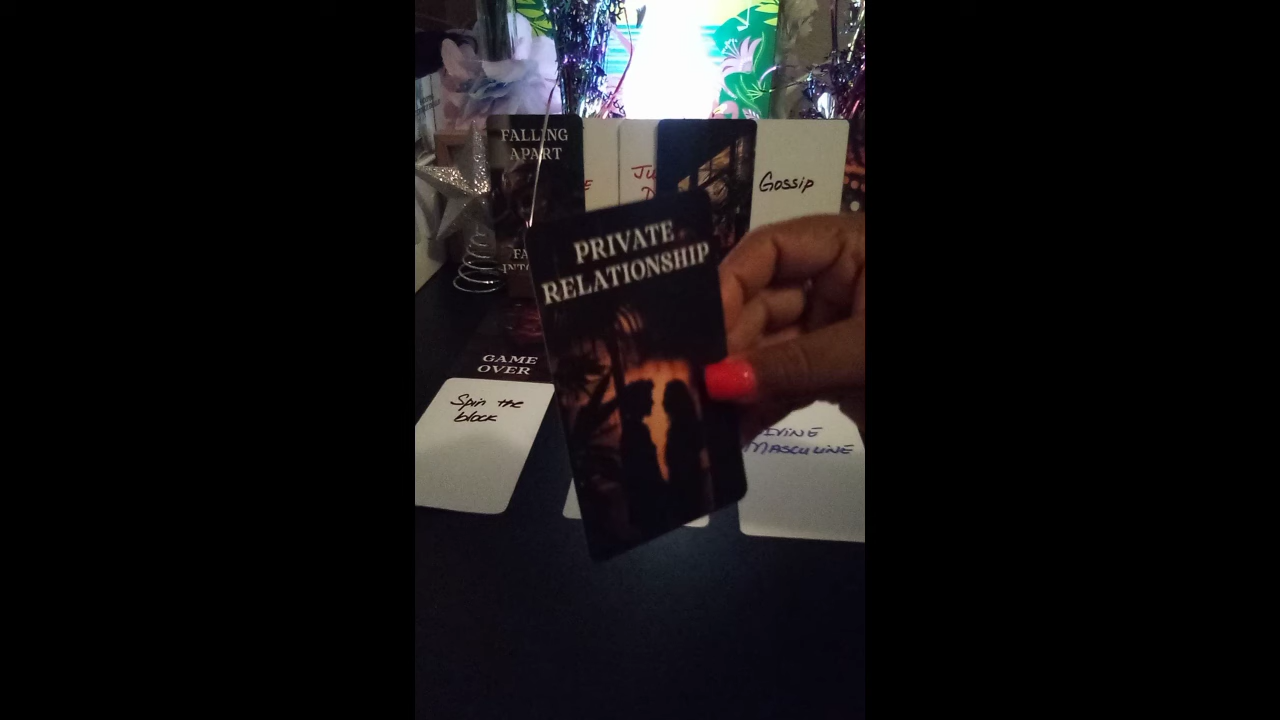 FALLING
APART
Gossip
PRIVATE
RELATIONSHIP
GAME
OVER
Spin the
block
MASCULINE